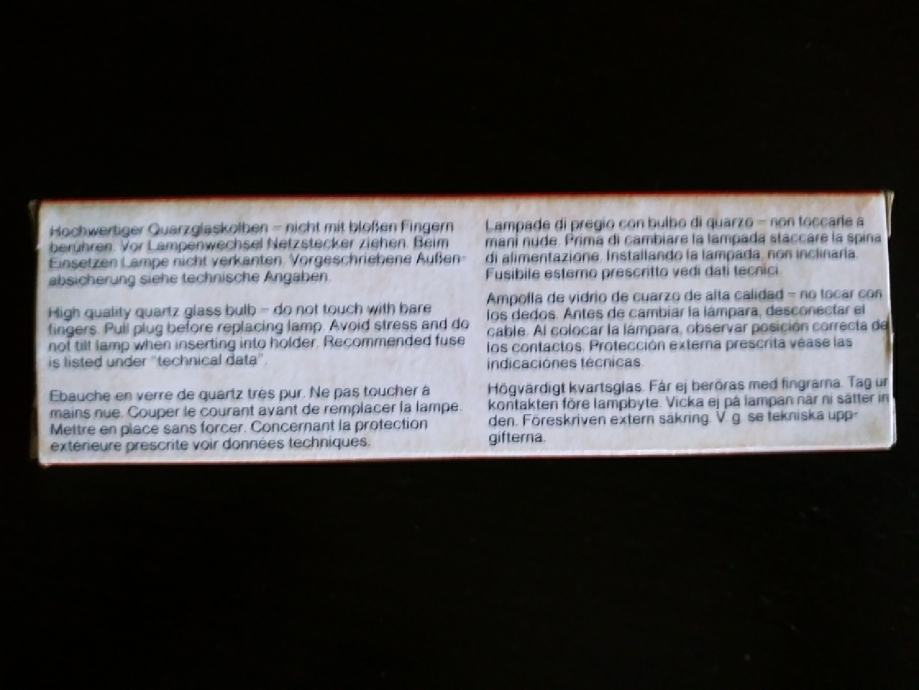 Hochwertiger Quarzglaskolben – nicht mit bloßen Fingern
berühren. Vor Lampenwechsel Netzstecker ziehen. Beim
Einsetzen Lampe nicht verkanten. Vorgeschriebene Außen-
absicherung siehe technische Angaben.
High quality quartz glass bulb – do not touch with bare
fingers. Pull plug before replacing lamp. Avoid stress and do
not tilt lamp when inserting into holder. Recommended fuse
is listed under "technical data".
Ebauche en verre de quartz très pur. Ne pas toucher à
mains nue. Couper le courant avant de remplacer la lampe.
Mettre en place sans forcer. Concernant la protection
extérieure prescrite voir données techniques.
Lampade di pregio con bulbo di quarzo – non toccarle a
mani nude. Prima di cambiare la lampada staccare la spina
di alimentazione. Installando la lampada, non inclinarla.
Fusibile esterno prescritto vedi dati tecnici.
Ampolla de vidrio de cuarzo de alta calidad – no tocar con
los dedos. Antes de cambiar la lámpara, desconectar el
cable. Al colocar la lámpara, observar posición correcta de
los contactos. Protección externa prescrita véase las
indicaciónes técnicas.
Högvärdigt kvartsglas. Får ej beröras med fingrarna. Tag ur
kontakten före lampbyte. Vicka ej på lampan när ni sätter in
den. Föreskriven extern säkring. V. g. se tekniska upp-
gifterna.